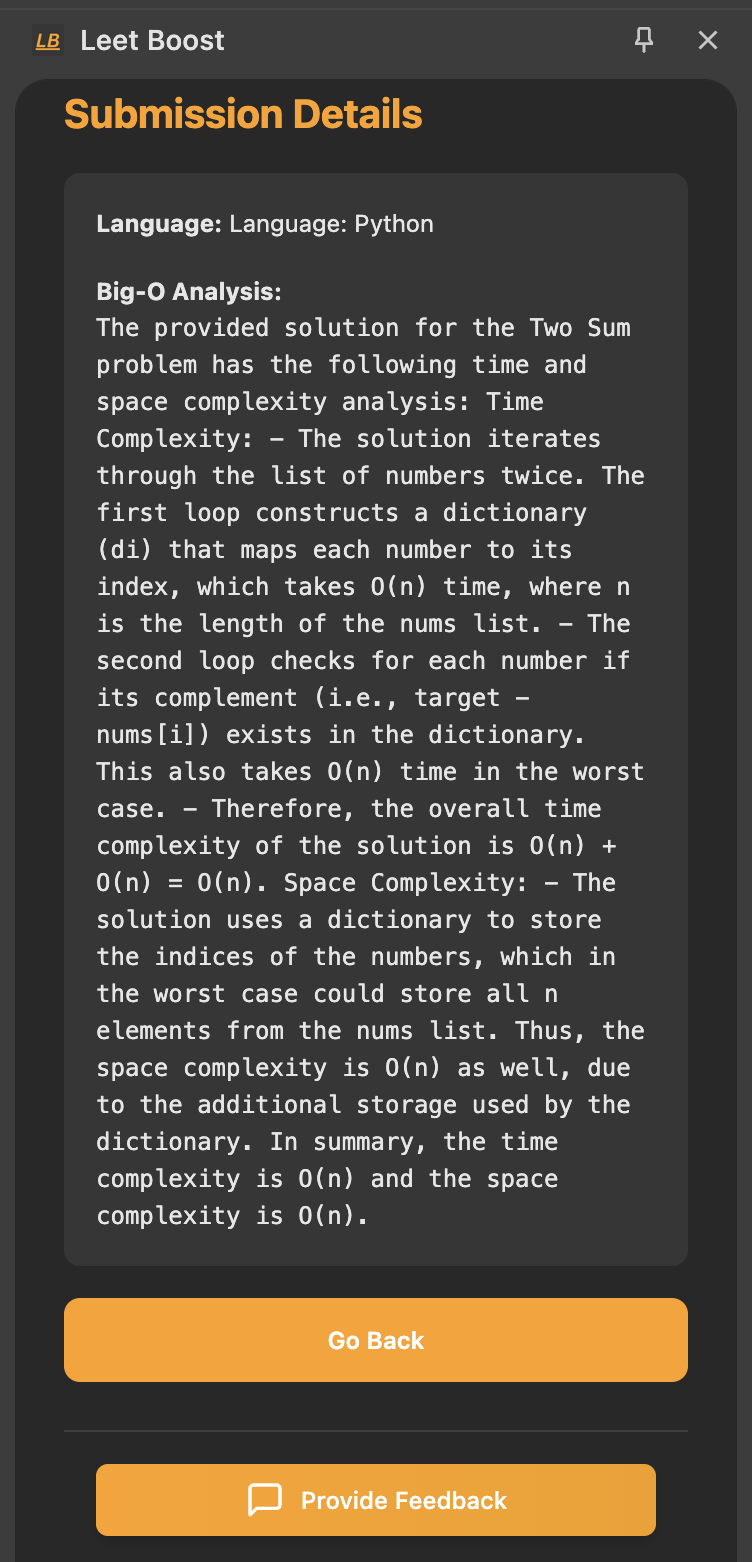 LB Leet Boost
Submission Details
Language: Language: Python
Big-O Analysis:
The provided solution for the Two Sum
problem has the following time and
space complexity analysis: Time
Complexity: – The solution iterates
through the list of numbers twice. The
first loop constructs a dictionary
(di) that maps each number to its
index, which takes O(n) time, where n
is the length of the nums list. – The
second loop checks for each number if
its complement (i.e., target –
nums[i]) exists in the dictionary.
This also takes O(n) time in the worst
case. – Therefore, the overall time
complexity of the solution is O(n) +
O(n) = O(n). Space Complexity: – The
solution uses a dictionary to store
the indices of the numbers, which in
the worst case could store all n
elements from the nums list. Thus, the
space complexity is O(n) as well, due
to the additional storage used by the
dictionary. In summary, the time
complexity is O(n) and the space
complexity is O(n).
Go Back
Provide Feedback